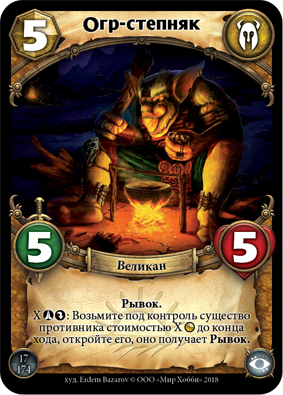 5
Огр-степняк
5
5
Великан
Рывок.
X : Возьмите под контроль существо
противника стоимостью X до конца
хода, откройте его, оно получает Рывок.
17
174
худ. Erdem Bazarov © ООО «Мир Хобби» 2018